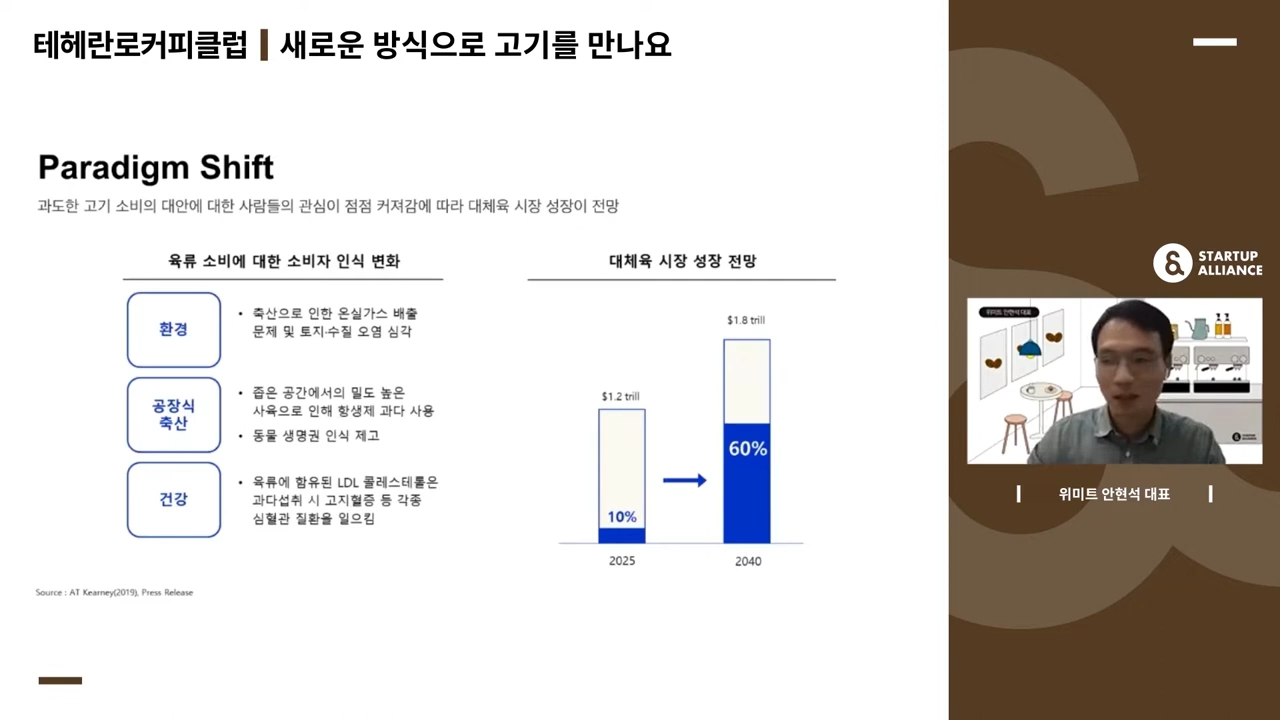 테헤란로커피클럽 | 새로운 방식으로 고기를 만나요
Paradigm Shift
과도한 고기 소비의 대안에 대한 사람들의 관심이 점점 커져감에 따라 대체육 시장 성장이 전망
육류 소비에 대한 소비자 인식 변화
환경
• 축산으로 인한 온실가스 배출
문제 및 토지·수질 오염 심각
공장식
축산
• 좁은 공간에서의 밀도 높은
사육으로 인해 항생제 과다 사용
• 동물 생명권 인식 제고
건강
• 육류에 함유된 LDL 콜레스테롤은
과다섭취 시 고지혈증 등 각종
심혈관 질환을 일으킴
대체육 시장 성장 전망
$1.2 trill
$1.8 trill
10%
60%
2025
2040
Source : AT Kearney(2019), Press Release
STARTUP
ALLIANCE
위미트 안현석 대표
위미트 안현석 대표